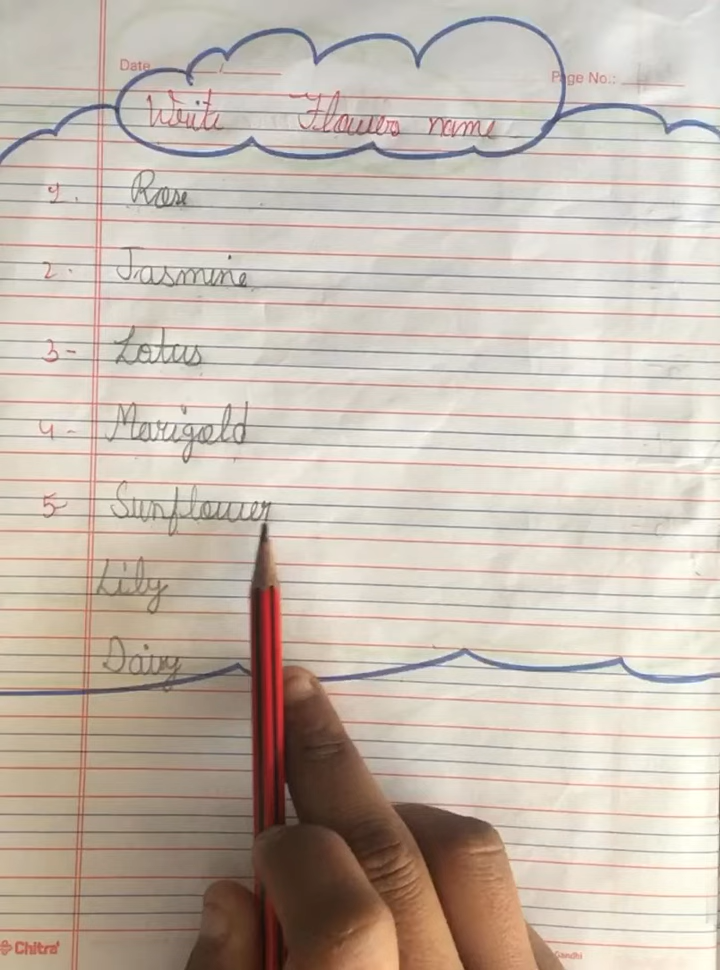 Date / 
Page No.:
Write Flowers name
1. Rose
2. Jasmine
3- Lotus
4- Marigold
5- Sunflower
Lily
Daisy
Chitra
Gandhi